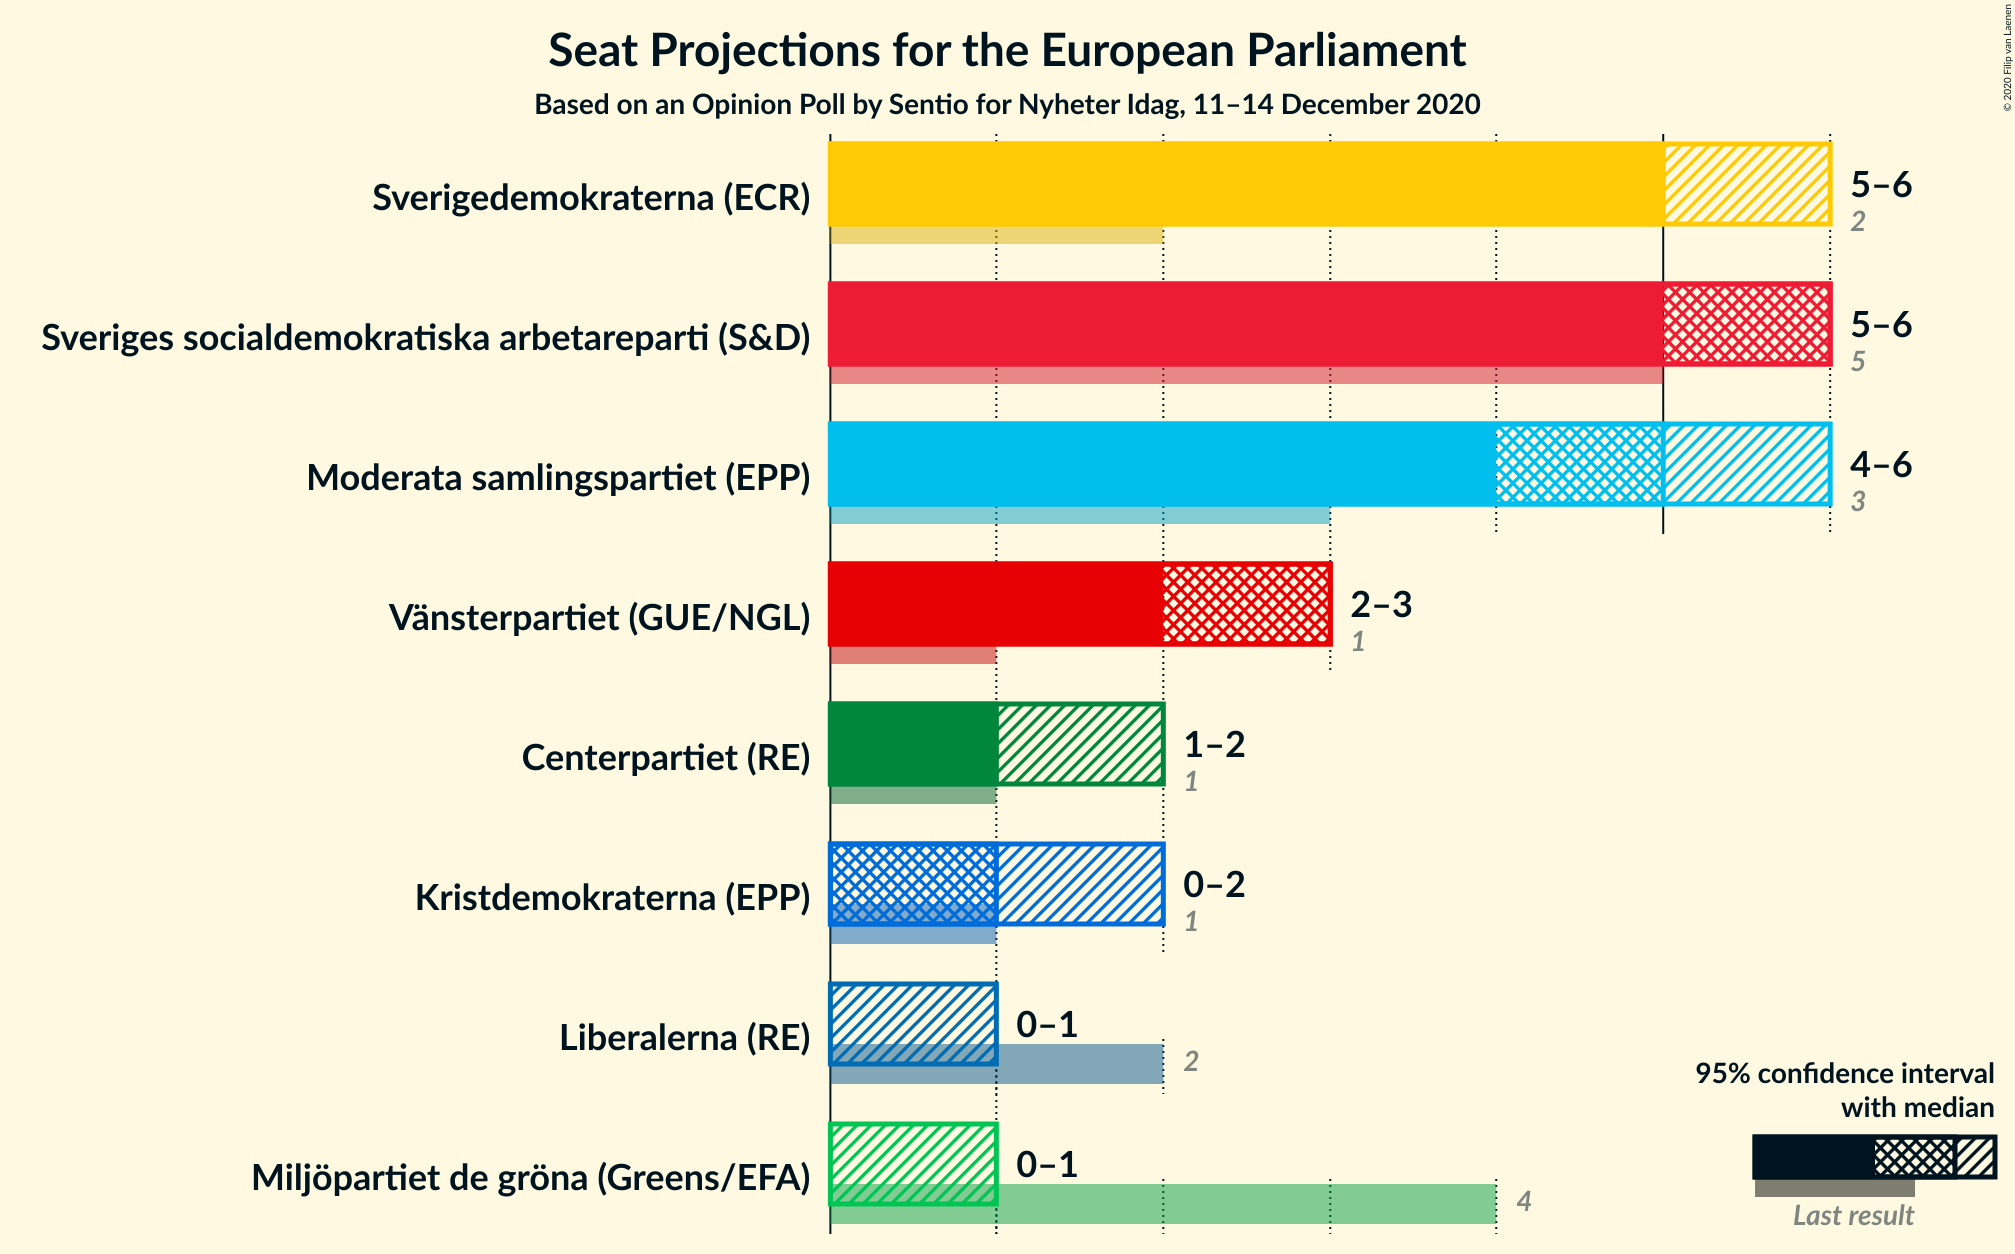 Seat Projections for the European Parliament
Based on an Opinion Poll by Sentio for Nyheter Idag, 11–14 December 2020
© 2020 Filip van Laenen
Sverigedemokraterna (ECR)
5–6
2
Sveriges socialdemokratiska arbetareparti (S&D)
5–6
5
Moderata samlingspartiet (EPP)
4–6
3
Vänsterpartiet (GUE/NGL)
2–3
1
Centerpartiet (RE)
1–2
1
Kristdemokraterna (EPP)
0–2
1
Liberalerna (RE)
0–1
2
Miljöpartiet de gröna (Greens/EFA)
0–1
4
95% confidence interval
with median
Last result